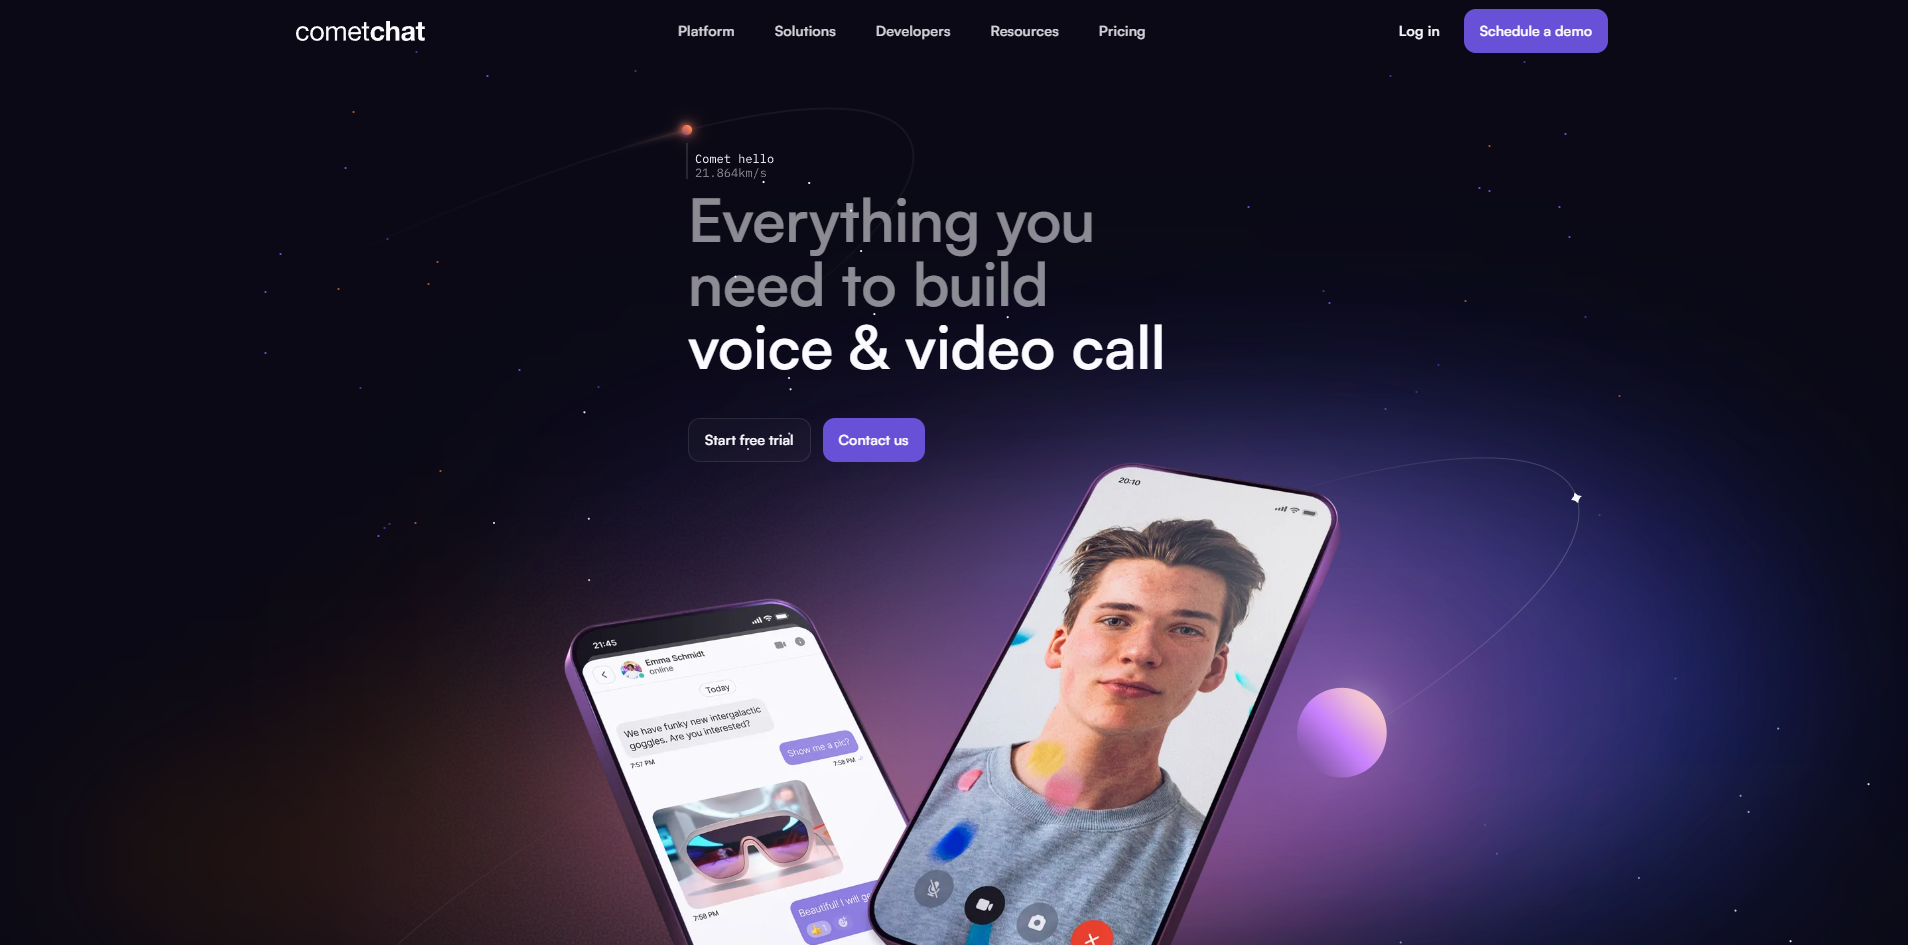 cometchat
Platform
Solutions
Developers
Resources
Pricing
Log in
Schedule a demo
Comet hello
21.864km/s
Everything you
need to build
voice & video call
Start free trial
Contact us
20:10
21:45
Emma Schmidt
online
Today
We have funky new intergalactic
goggles. Are you interested?
7:57 PM
Show me a pic?
7:58 PM
7:58 PM
Beautiful! I will go
1